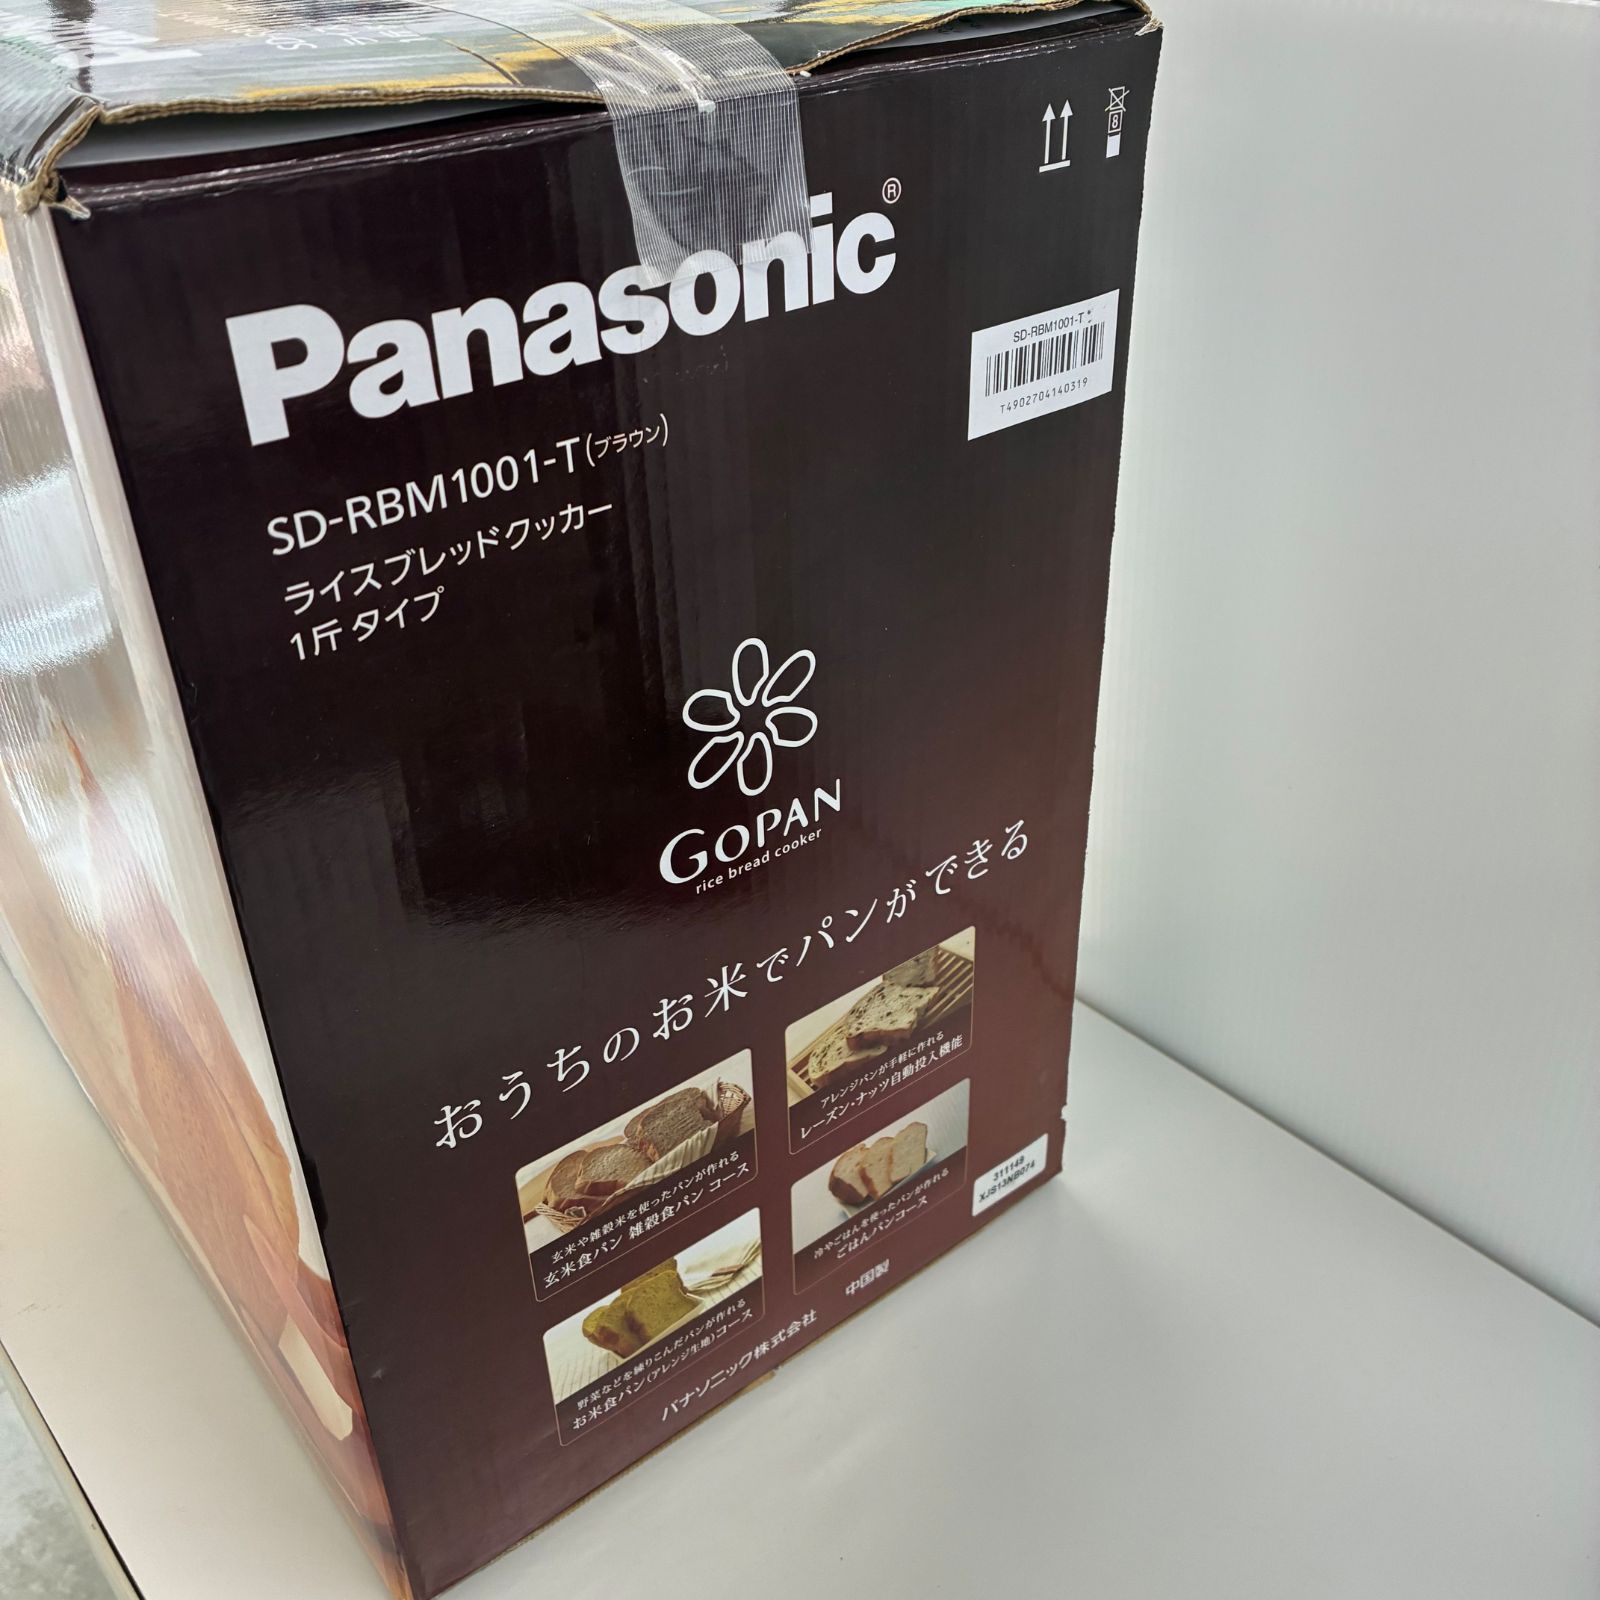 Panasonic®
SD-RBM1001-T(ブラウン)
ライスブレッドクッカー
1斤タイプ
8
SD-RBM1001-T
T4902704140319
GOPAN
rice bread cooker
おうちのお米でパンができる
玄米や雑穀米を使ったパンが作れる
玄米食パン 雑穀食パン コース
アレンジパンが手軽に作れる
レーズン・ナッツ自動投入機能
野菜などを練りこんだパンが作れる
お米食パン(アレンジ生地)コース
冷やごはんを使ったパンが作れる
ごはんパンコース
311149
XJS13NB074
パナソニック株式会社
中国製